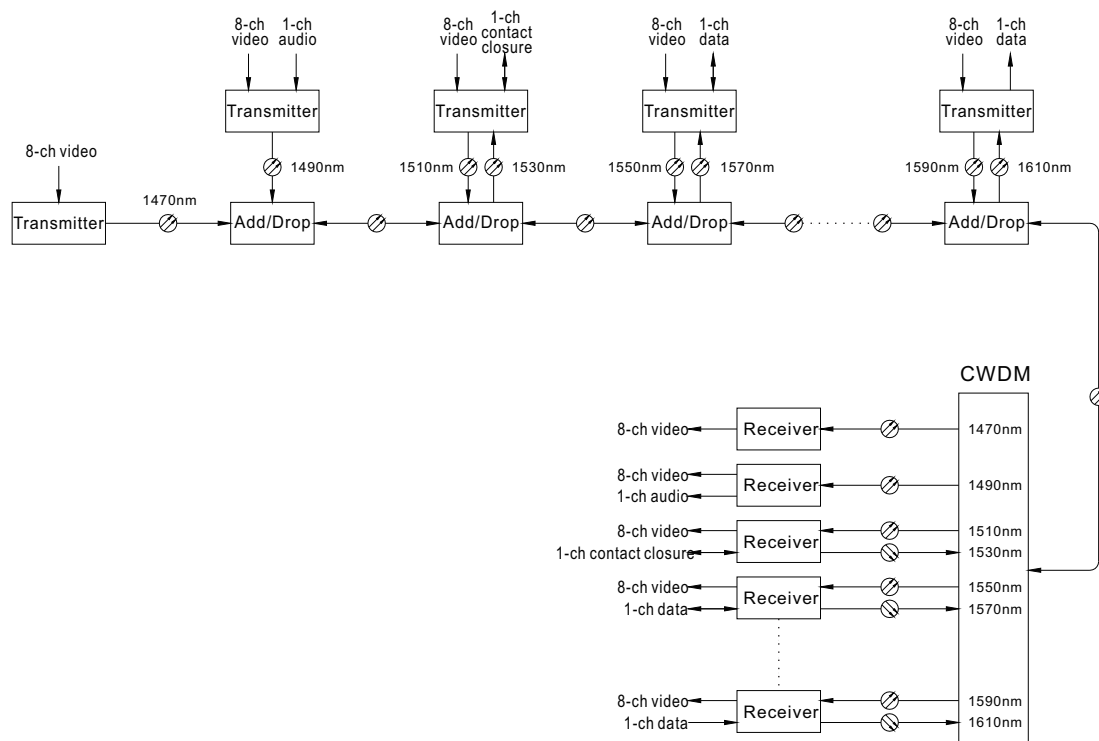 8-ch video
1-ch audio
8-ch video
1-ch contact closure
8-ch video
1-ch data
8-ch video
1-ch data
Transmitter
Transmitter
Transmitter
Transmitter
8-ch video
1490nm
1510nm
1530nm
1550nm
1570nm
1590nm
1610nm
1470nm
Transmitter
Add/Drop
Add/Drop
Add/Drop
Add/Drop
CWDM
8-ch video
Receiver
1470nm
8-ch video
1-ch audio
Receiver
1490nm
8-ch video
1-ch contact closure
Receiver
1510nm
1530nm
8-ch video
1-ch data
Receiver
1550nm
1570nm
8-ch video
1-ch data
Receiver
1590nm
1610nm